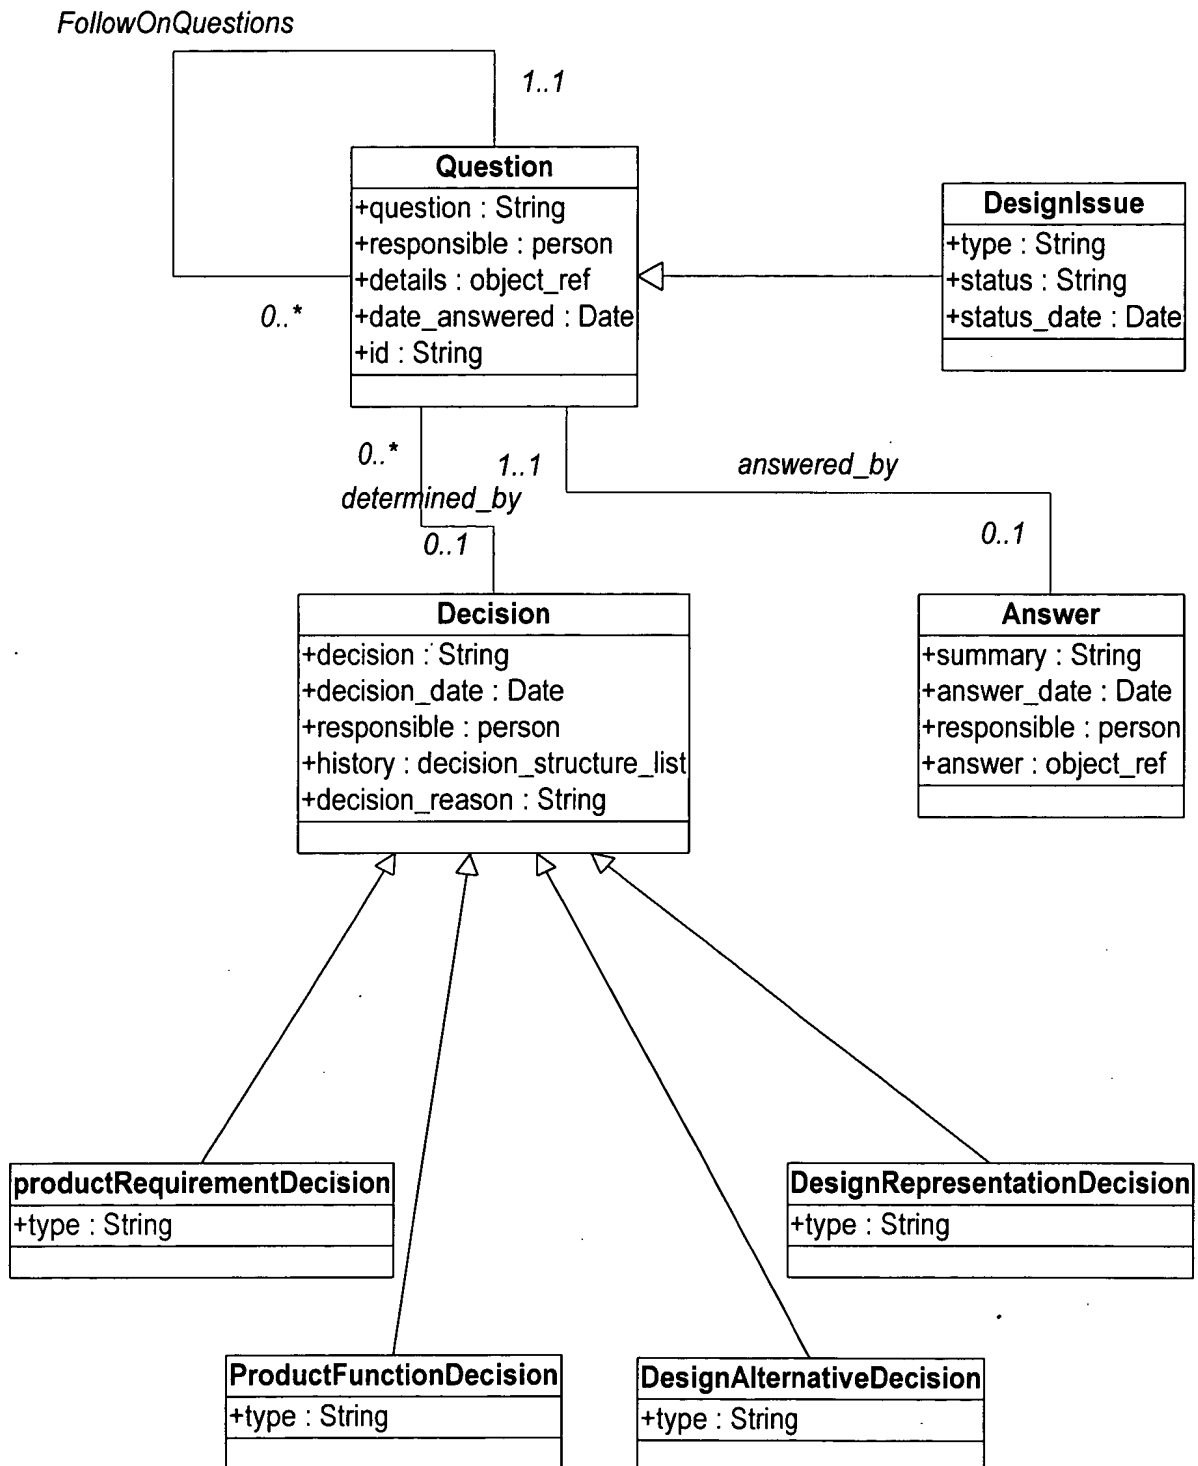 FollowOnQuestions
1..1
Question
+question : String
+responsible : person
+details : object_ref
+date_answered : Date
+id : String
0..*
DesignIssue
+type : String
+status : String
+status_date : Date
0..*
1..1
answered_by
determined_by
0..1
0..1
Decision
+decision : String
+decision_date : Date
+responsible : person
+history : decision_structure_list
+decision_reason : String
Answer
+summary : String
+answer_date : Date
+responsible : person
+answer : object_ref
productRequirementDecision
+type : String
DesignRepresentationDecision
+type : String
ProductFunctionDecision
+type : String
DesignAlternativeDecision
+type : String